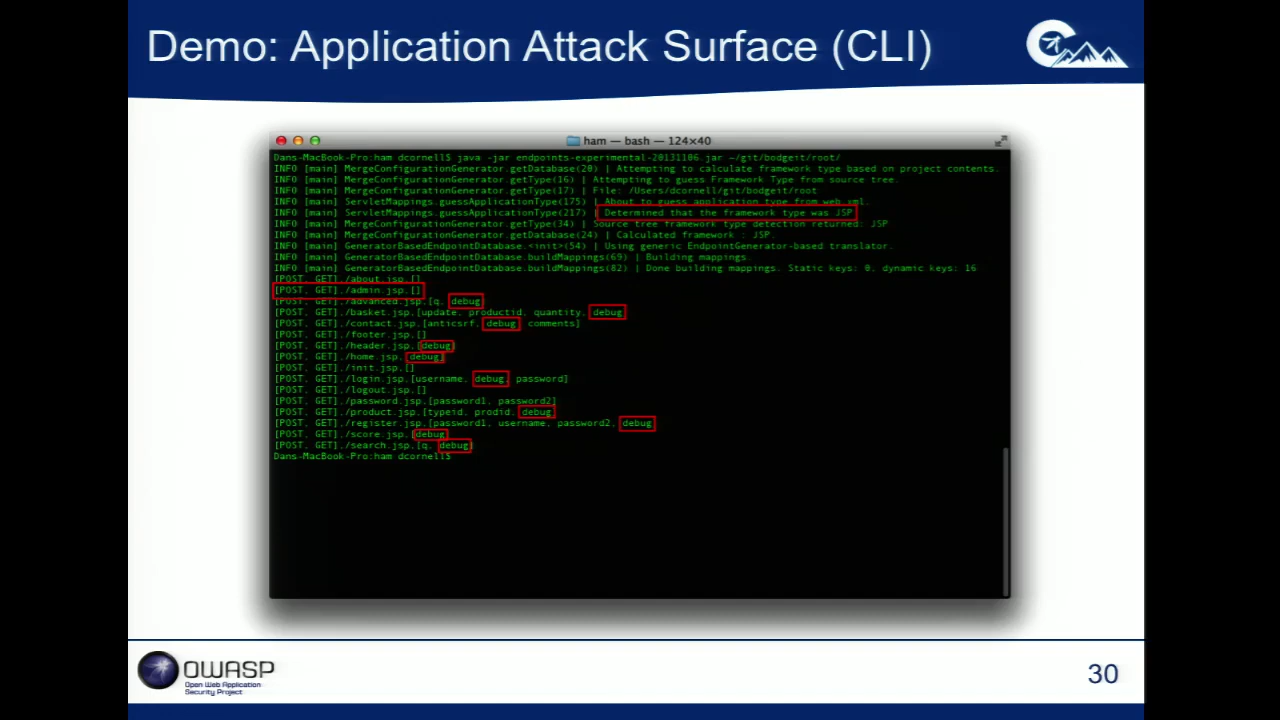 Demo: Application Attack Surface (CLI)
ham — bash — 124×40
Dans-MacBook-Pro:ham dcornell$ java -jar endpoints-experimental-20131106.jar ~/git/bodgeit/root/
INFO [main] MergeConfigurationGenerator.getDatabase(20) | Attempting to calculate framework type based on project contents.
INFO [main] MergeConfigurationGenerator.getType(16) | Attempting to guess Framework Type from source tree.
INFO [main] MergeConfigurationGenerator.getType(17) | File: /Users/dcornell/git/bodgeit/root
INFO [main] ServletMappings.guessApplicationType(175) | About to guess application type from web.xml.
INFO [main] ServletMappings.guessApplicationType(217) | Determined that the framework type was JSP
INFO [main] MergeConfigurationGenerator.getType(34) | Source tree framework type detection returned: JSP
INFO [main] MergeConfigurationGenerator.getDatabase(24) | Calculated framework : JSP.
INFO [main] GeneratorBasedEndpointDatabase.<init>(54) | Using generic EndpointGenerator-based translator.
INFO [main] GeneratorBasedEndpointDatabase.buildMappings(69) | Building mappings.
INFO [main] GeneratorBasedEndpointDatabase.buildMappings(82) | Done building mappings. Static keys: 0, dynamic keys: 16
[POST, GET],/about.jsp,[]
[POST, GET],/admin.jsp,[]
[POST, GET],/advanced.jsp,[q, debug]
[POST, GET],/basket.jsp,[update, productid, quantity, debug]
[POST, GET],/contact.jsp,[anticsrf, debug, comments]
[POST, GET],/footer.jsp,[]
[POST, GET],/header.jsp,[debug]
[POST, GET],/home.jsp,[debug]
[POST, GET],/init.jsp,[]
[POST, GET],/login.jsp,[username, debug, password]
[POST, GET],/logout.jsp,[]
[POST, GET],/password.jsp,[password1, password2]
[POST, GET],/product.jsp,[typeid, prodid, debug]
[POST, GET],/register.jsp,[password1, username, password2, debug]
[POST, GET],/score.jsp,[debug]
[POST, GET],/search.jsp,[q, debug]
Dans-MacBook-Pro:ham dcornell$
OWASP
Open Web Application
Security Project
30